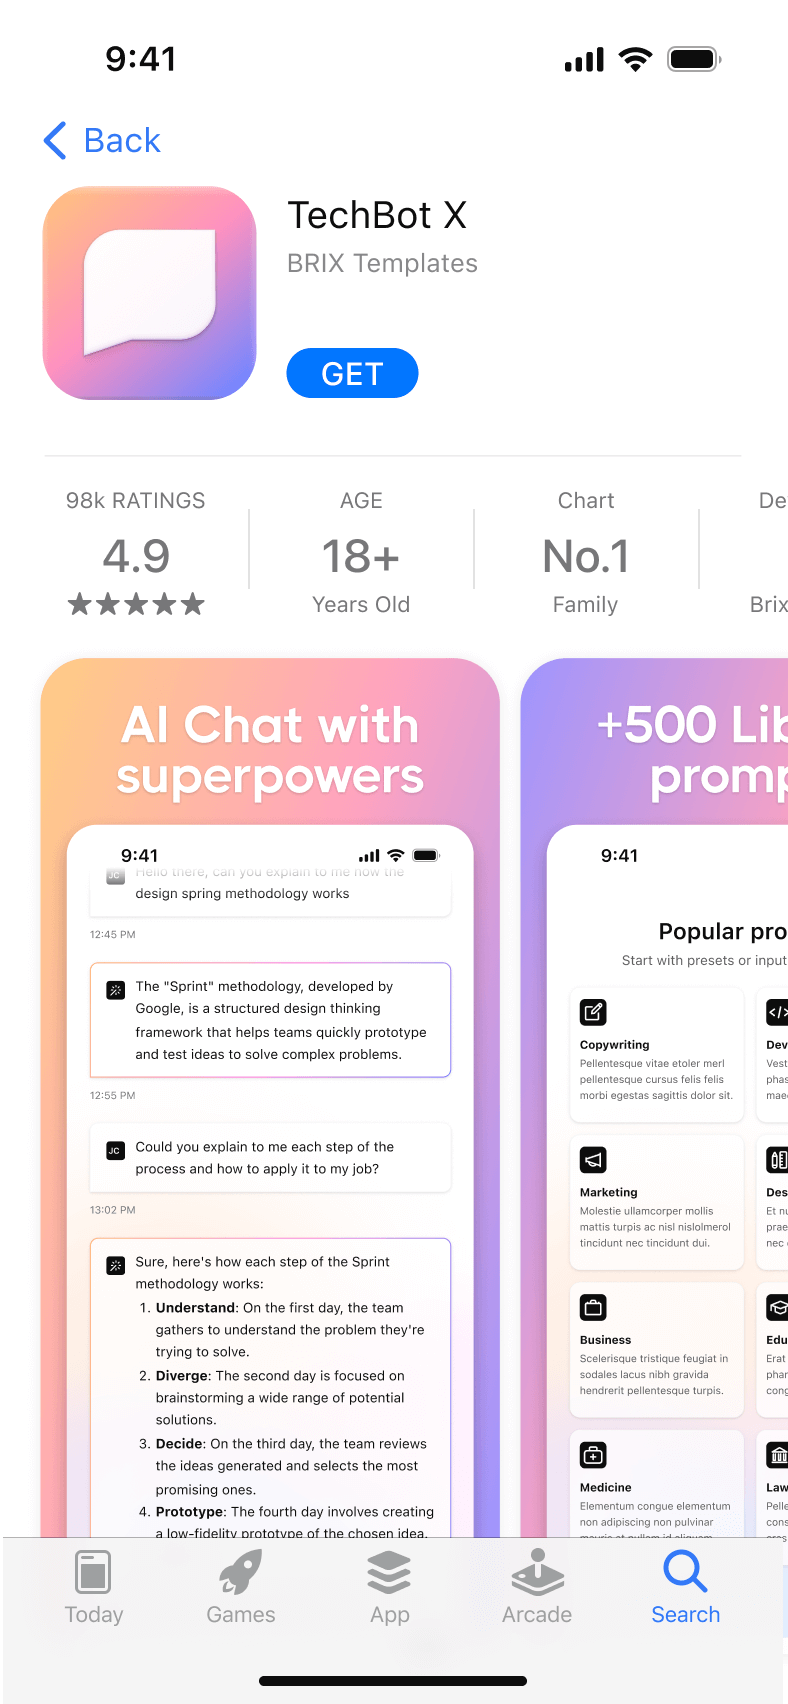 9:41
Back
TechBot X
BRIX Templates
GET
98k RATINGS
4.9
★★★★★
AGE
18+
Years Old
Chart
No.1
Family
De
Brix
AI Chat with
superpowers
9:41
Hello there, can you explain to me how the
JC
design spring methodology works
12:45 PM
The "Sprint" methodology, developed by
Google, is a structured design thinking
framework that helps teams quickly prototype
and test ideas to solve complex problems.
12:55 PM
JC
Could you explain to me each step of the
process and how to apply it to my job?
13:02 PM
Sure, here's how each step of the Sprint
methodology works:
1. Understand: On the first day, the team
gathers to understand the problem they're
trying to solve.
2. Diverge: The second day is focused on
brainstorming a wide range of potential
solutions.
3. Decide: On the third day, the team reviews
the ideas generated and selects the most
promising ones.
4. Prototype: The fourth day involves creating
a low-fidelity prototype of the chosen idea.
+500 Lib
promp
9:41
Popular pro
Start with presets or input
Copywriting
Pellentesque vitae etoler merl
pellentesque cursus felis felis
morbi egestas sagittis dolor sit.
Dev
Vest
phas
mae
Marketing
Molestie ullamcorper mollis
mattis turpis ac nisl nislolmerol
tincidunt nec tincidunt dui.
Des
Et nu
prae
nec
Business
Scelerisque tristique feugiat in
sodales lacus nibh gravida
hendrerit pellentesque turpis.
Edu
Erat
phar
cong
Medicine
Elementum congue elementum
non adipiscing non pulvinar
mauris at nullam id aliquam
Law
Pelle
cons
Today
Games
App
Arcade
Search